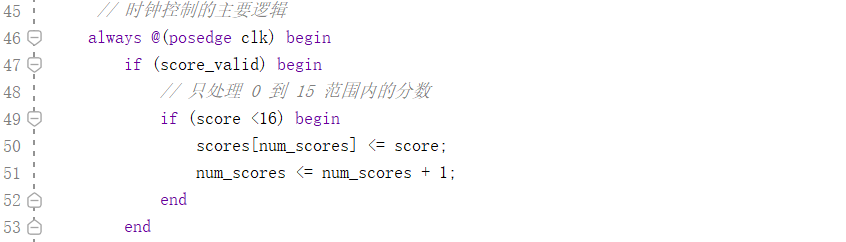 45 // 时钟控制的主要逻辑
46 always @(posedge clk) begin
47 if (score_valid) begin
48 // 只处理 0 到 15 范围内的分数
49 if (score <16) begin
50 scores[num_scores] <= score;
51 num_scores <= num_scores + 1;
52 end
53 end